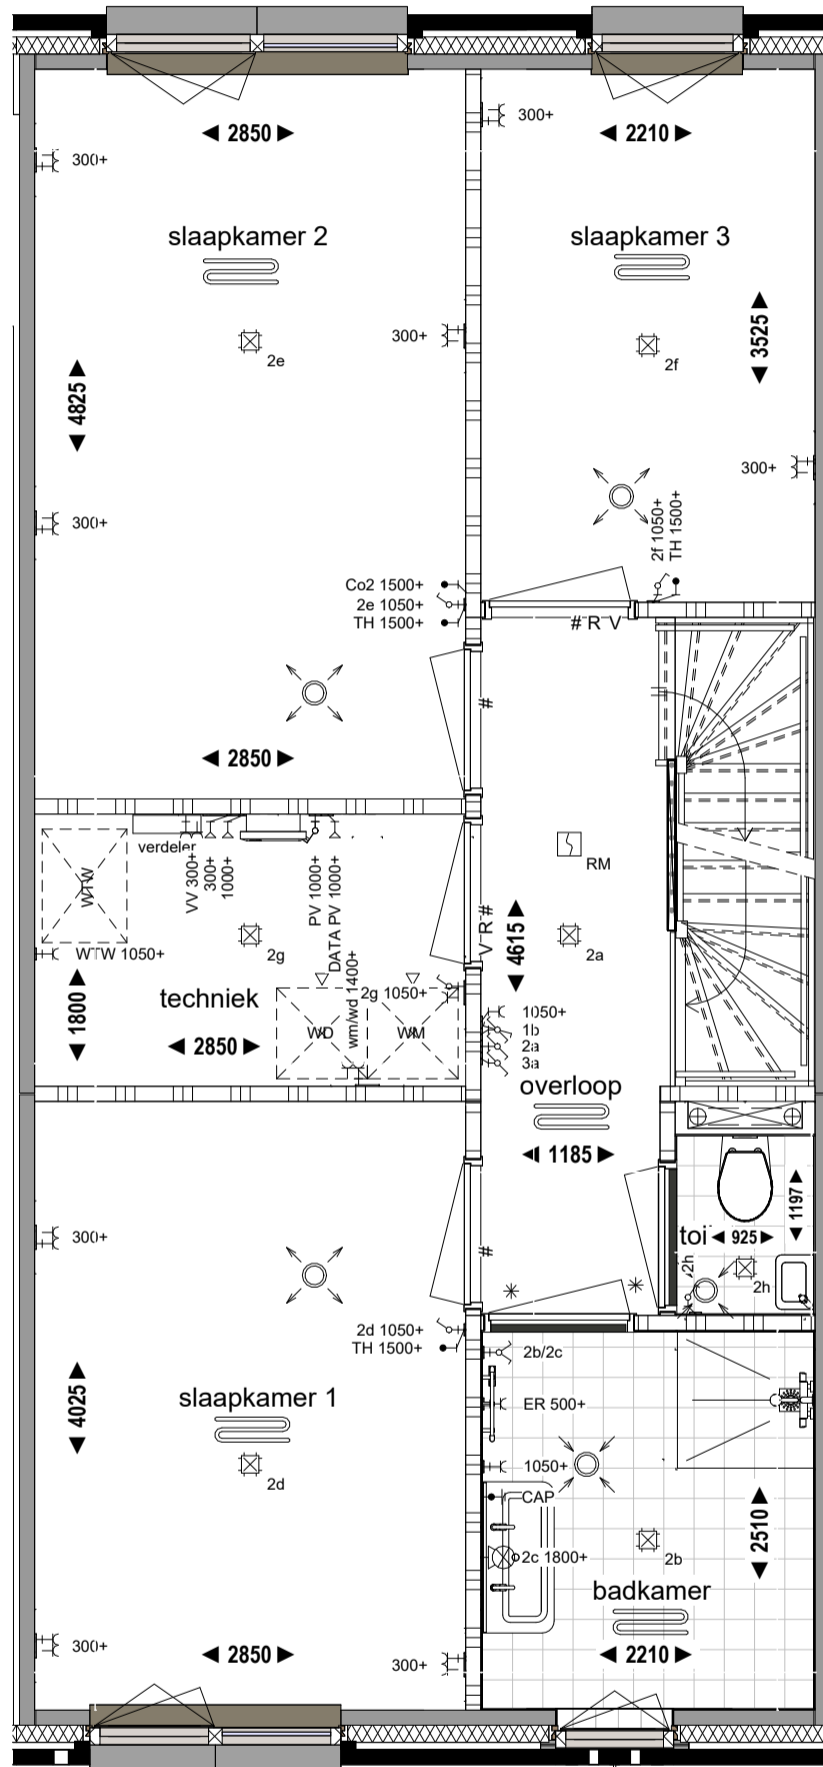 2850
2210
300+
300+
slaapkamer 2
slaapkamer 3
3525
300+
2e
2f
4825
300+
300+
2f 1050+
TH 1500+
Co2 1500+
2e 1050+
TH 1500+
# R V
#
2850
verdeler
WTW
VV 300+
300+
1000+
PV 1000+
DATA PV 1000+
RM
V R #
4615
2g
2a
WTW 1050+
1800
techniek
2850
wm/wd 1400+
2g 1050+
WD
WM
1050+
1b
2a
3a
overloop
1185
1197
toi
925
2h
2h
300+
#
2d 1050+
TH 1500+
2b/2c
slaapkamer 1
4025
ER 500+
2d
1050+
CAP
2c 1800+
2b
2510
badkamer
300+
2850
300+
2210